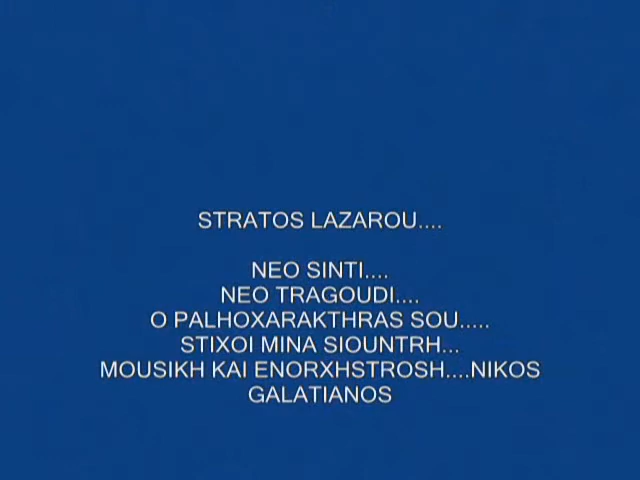 STRATOS LAZAROU....
NEO SINTI....
NEO TRAGOUDI....
O PALHOXARAKTHRAS SOU.....
STIXOI MINA SIOUNTRH...
MOUSIKH KAI ENORXHSTROSH....NIKOS
GALATIANOS